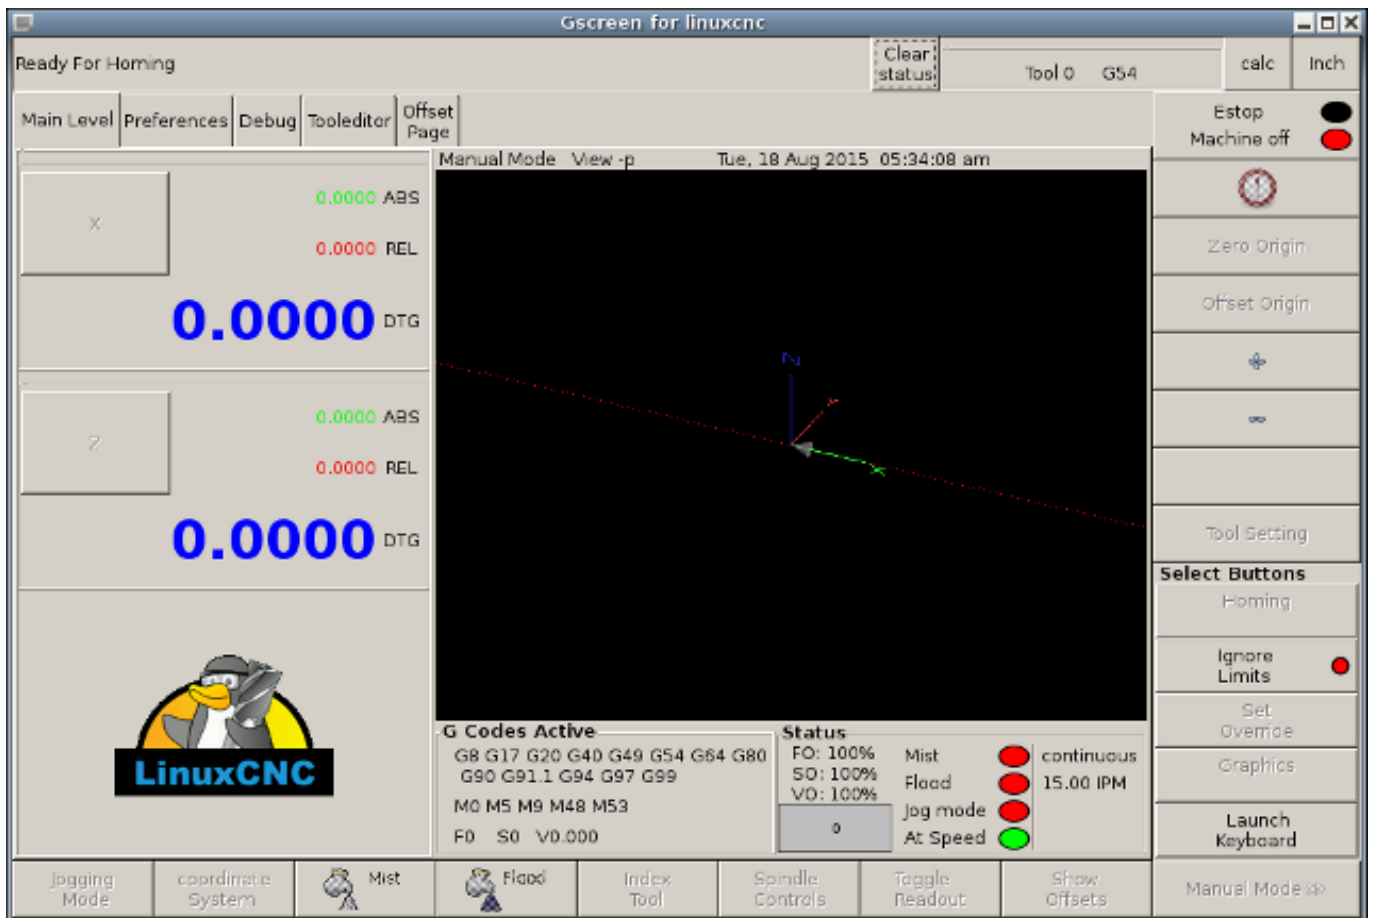 Gscreen for linuxcnc
Ready For Homing
Clear
status
Tool 0 G54
calc
Inch
Main Level
Preferences
Debug
Tooleditor
Offset
Page
Estop
Machine off
Manual Mode View -p Tue, 18 Aug 2015 05:34:08 am
X
0.0000 ABS
0.0000 REL
0.0000 DTG
Z
0.0000 ABS
0.0000 REL
0.0000 DTG
LinuxCNC
Z
Y
X
Zero Origin
Offset Origin
Tool Setting
Select Buttons
Homing
Ignore
Limits
Set
Override
Graphics
Launch
Keyboard
G Codes Active
G8 G17 G20 G40 G49 G54 G64 G80
G90 G91.1 G94 G97 G99
M0 M5 M9 M48 M53
F0 S0 V0.000
Status
FO: 100%
SO: 100%
VO: 100%
0
Mist
Flood
Jog mode
At Speed
continuous
15.00 IPM
Jogging
Mode
coordinate
System
Mist
Flood
Index
Tool
Spindle
Controls
Toggle
Readout
Show
Offsets
Manual Mode